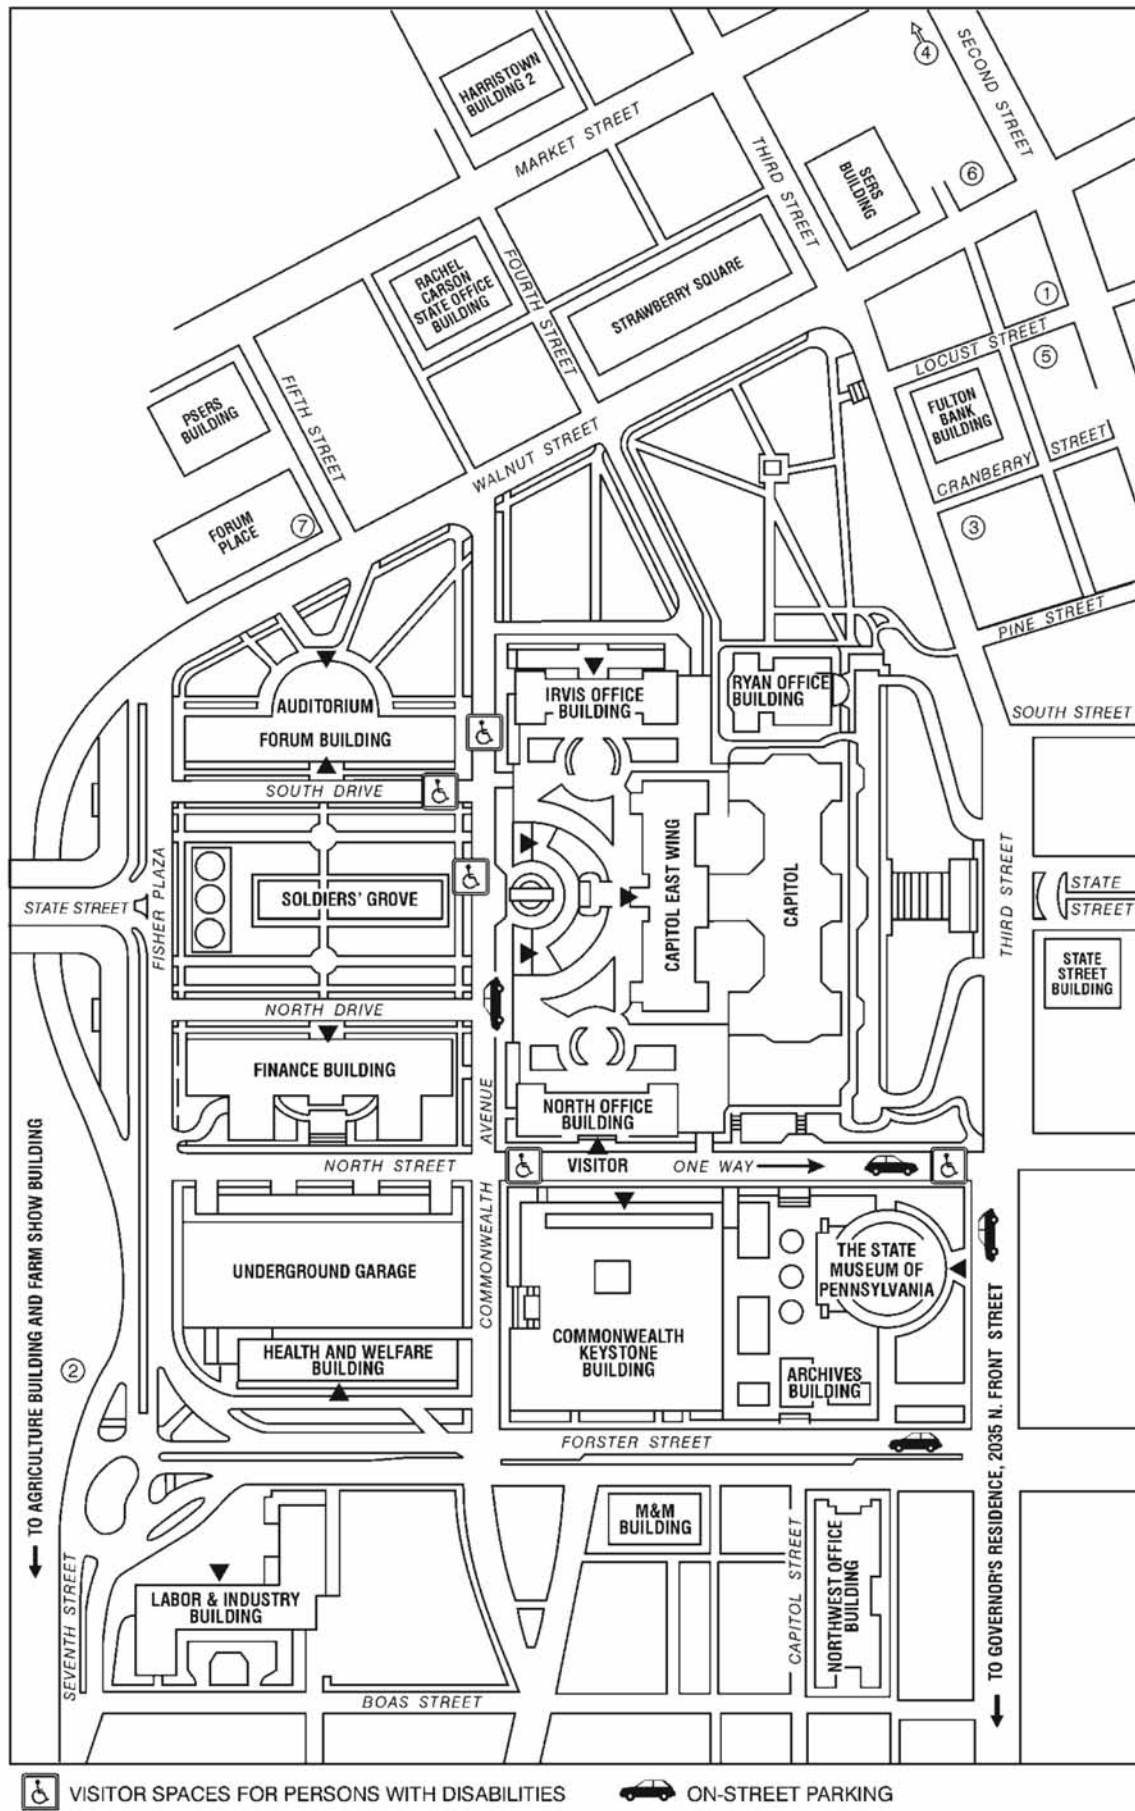 HARRISTOWN
BUILDING 2
MARKET STREET
4
SECOND STREET
THIRD STREET
SERS
BUILDING
6
RACHEL
CARSON
STATE OFFICE
BUILDING
FOURTH STREET
STRAWBERRY SQUARE
1
LOCUST STREET
5
PSERS
BUILDING
FIFTH STREET
FULTON
BANK
BUILDING
WALNUT STREET
CRANBERRY STREET
FORUM
PLACE
7
3
PINE STREET
AUDITORIUM
FORUM BUILDING
IRVIS OFFICE
BUILDING
RYAN OFFICE
BUILDING
SOUTH STREET
SOUTH DRIVE
FISHER PLAZA
STATE STREET
SOLDIERS' GROVE
CAPITOL EAST WING
CAPITOL
THIRD STREET
STATE
STREET
STATE
STREET
BUILDING
NORTH DRIVE
FINANCE BUILDING
NORTH OFFICE
BUILDING
NORTH STREET
COMMONWEALTH AVENUE
VISITOR
ONE WAY
UNDERGROUND GARAGE
THE STATE
MUSEUM OF
PENNSYLVANIA
COMMONWEALTH
KEYSTONE
BUILDING
HEALTH AND WELFARE
BUILDING
ARCHIVES
BUILDING
2
TO AGRICULTURE BUILDING AND FARM SHOW BUILDING
FORSTER STREET
TO GOVERNOR'S RESIDENCE, 2035 N. FRONT STREET
M&M
BUILDING
CAPITOL STREET
NORTHWEST OFFICE
BUILDING
LABOR & INDUSTRY
BUILDING
SEVENTH STREET
BOAS STREET
VISITOR SPACES FOR PERSONS WITH DISABILITIES
ON-STREET PARKING